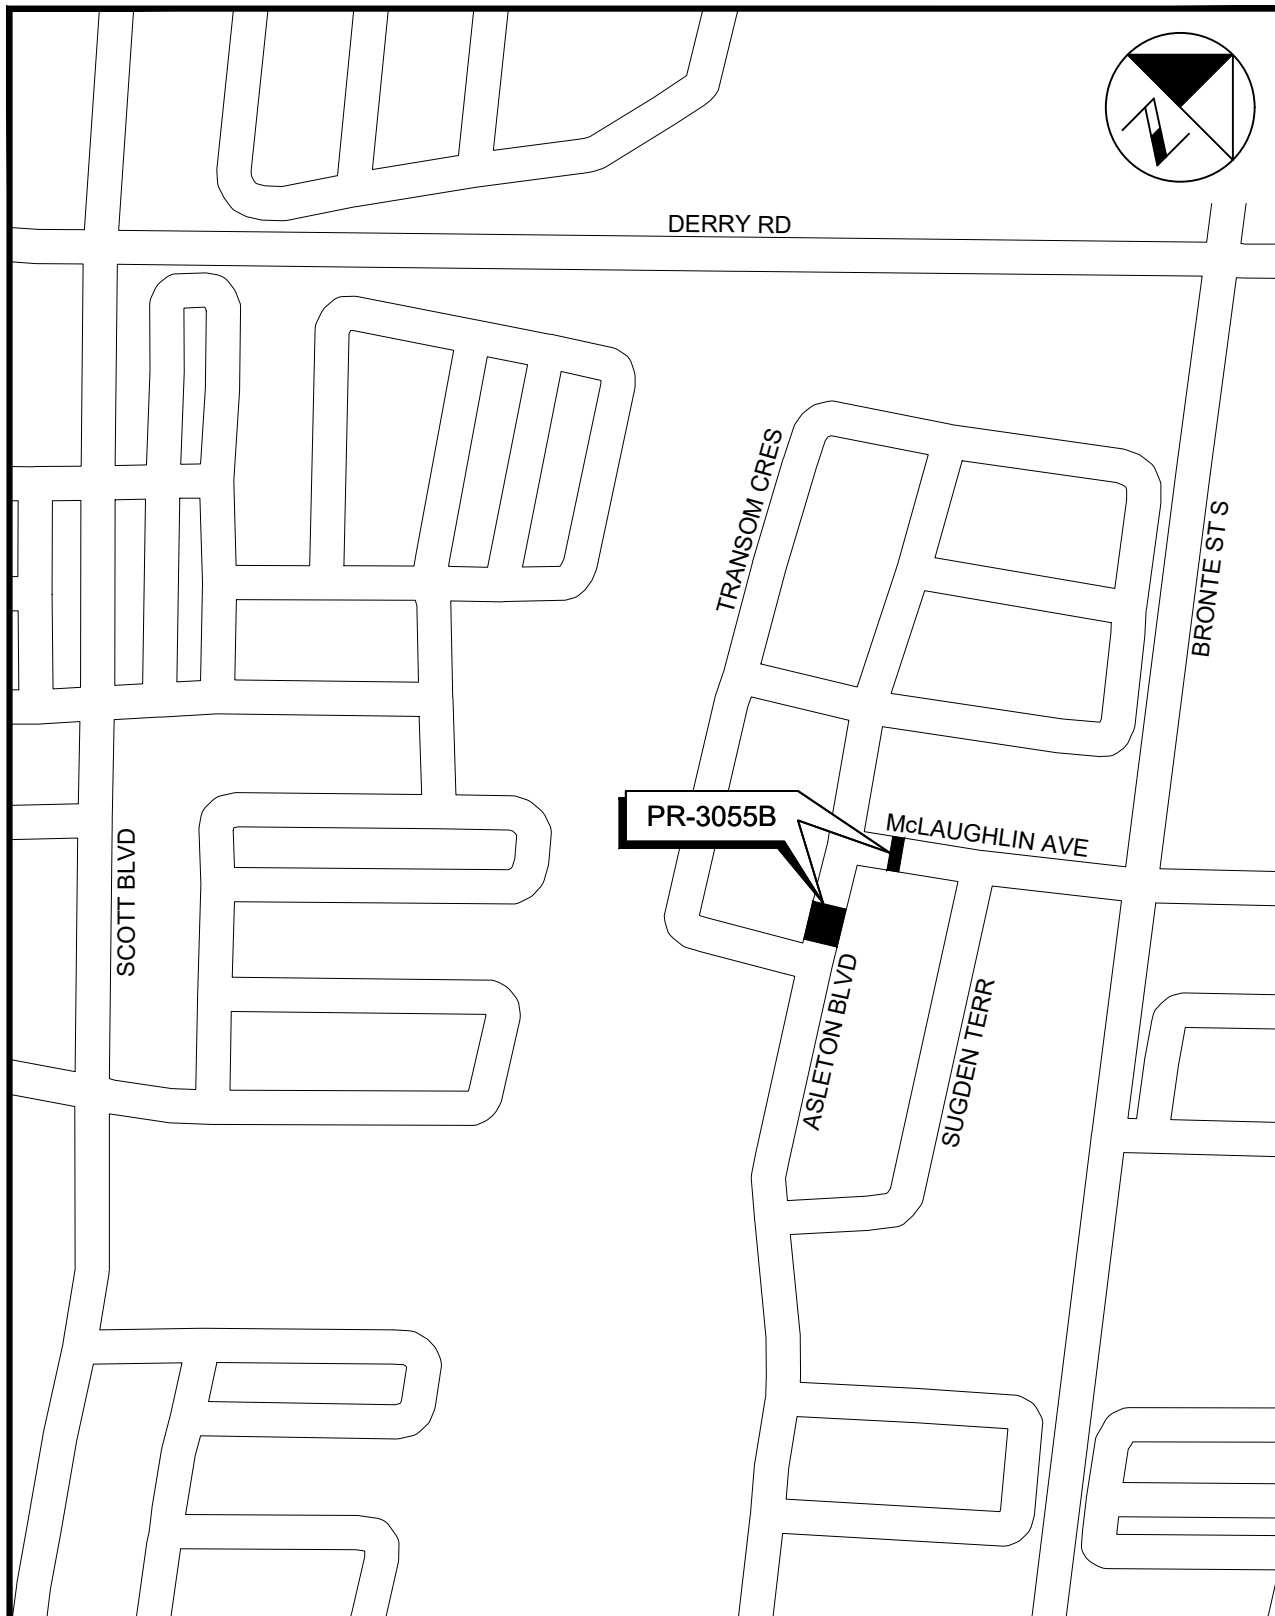 N
DERRY RD
TRANSOM CRES
BRONTE ST S
PR-3055B
McLAUGHLIN AVE
SCOTT BLVD
ASLETON BLVD
SUGDEN TERR